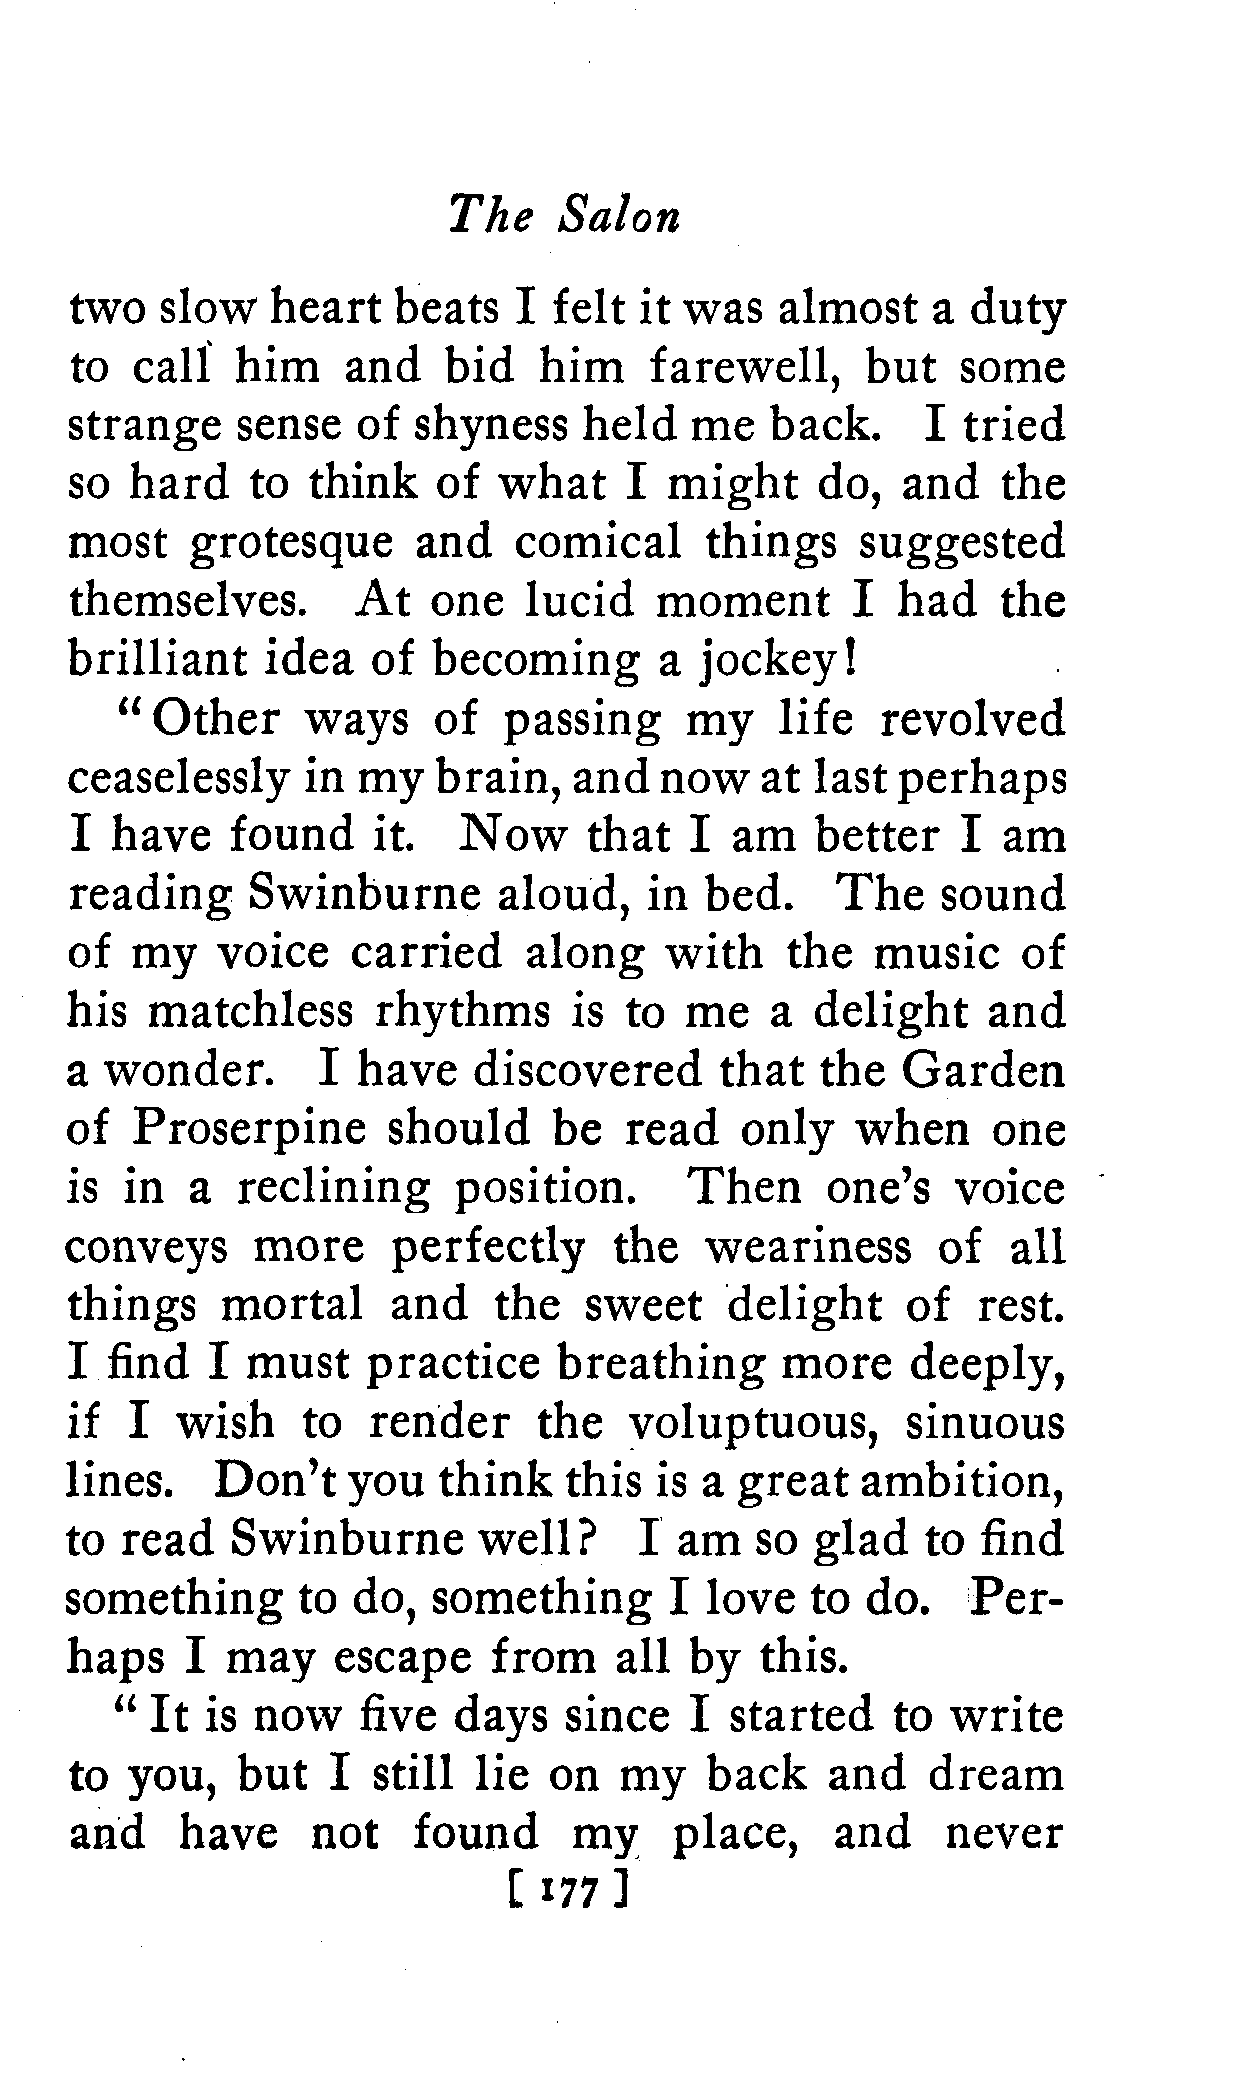 The Salon
two slow heart beats I felt it was almost a duty
to call him and bid him farewell, but some
strange sense of shyness held me back. I tried
so hard to think of what I might do, and the
most grotesque and comical things suggested
themselves. At one lucid moment I had the
brilliant idea of becoming a jockey!
"Other ways of passing my life revolved
ceaselessly in my brain, and now at last perhaps
I have found it. Now that I am better I am
reading Swinburne aloud, in bed. The sound
of my voice carried along with the music of
his matchless rhythms is to me a delight and
a wonder. I have discovered that the Garden
of Proserpine should be read only when one
is in a reclining position. Then one's voice
conveys more perfectly the weariness of all
things mortal and the sweet delight of rest.
I find I must practice breathing more deeply,
if I wish to render the voluptuous, sinuous
lines. Don't you think this is a great ambition,
to read Swinburne well? I am so glad to find
something to do, something I love to do. Per-
haps I may escape from all by this.
"It is now five days since I started to write
to you, but I still lie on my back and dream
and have not found my place, and never
[ 177 ]